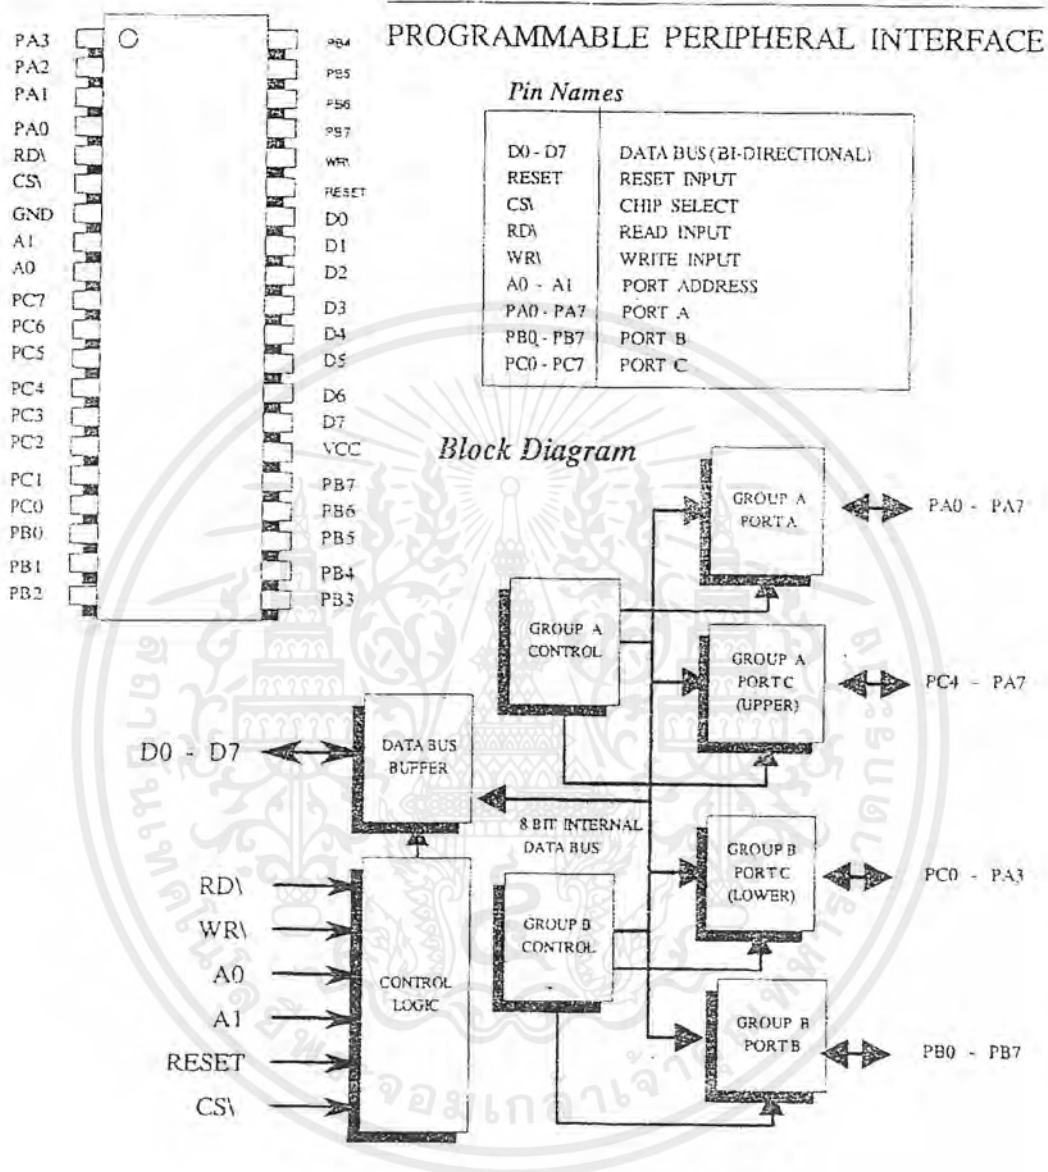 PROGRAMMABLE PERIPHERAL INTERFACE
PA3
PA2
PA1
PA0
RD\
CS\
GND
A1
A0
PC7
PC6
PC5
PC4
PC3
PC2
PC1
PC0
PB0
PB1
PB2
PB4
PB5
PB6
PB7
WR\
RESET
D0
D1
D2
D3
D4
D5
D6
D7
VCC
PB7
PB6
PB5
PB4
PB3
Pin Names
D0 - D7 DATA BUS (BI-DIRECTIONAL)
RESET RESET INPUT
CS\ CHIP SELECT
RD\ READ INPUT
WR\ WRITE INPUT
A0 - A1 PORT ADDRESS
PA0 - PA7 PORT A
PB0 - PB7 PORT B
PC0 - PC7 PORT C
Block Diagram
GROUP A
PORT A
PA0 - PA7
GROUP A
CONTROL
GROUP A
PORT C
(UPPER)
PC4 - PA7
D0 - D7
DATA BUS
BUFFER
8 BIT INTERNAL
DATA BUS
GROUP B
PORT C
(LOWER)
PC0 - PA3
GROUP B
CONTROL
RD\
WR\
A0
A1
RESET
CS\
CONTROL
LOGIC
GROUP B
PORT B
PB0 - PB7